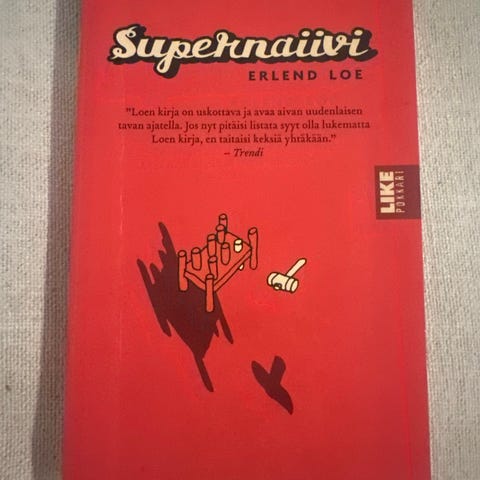 Supernaiivi
ERLEND LOE
"Loen kirja on uskottava ja avaa aivan uudenlaisen
tavan ajatella. Jos nyt pitäisi listata syyt olla lukematta
Loen kirja, en taitaisi keksiä yhtäkään."
– Trendi
LIKE
POKKARI